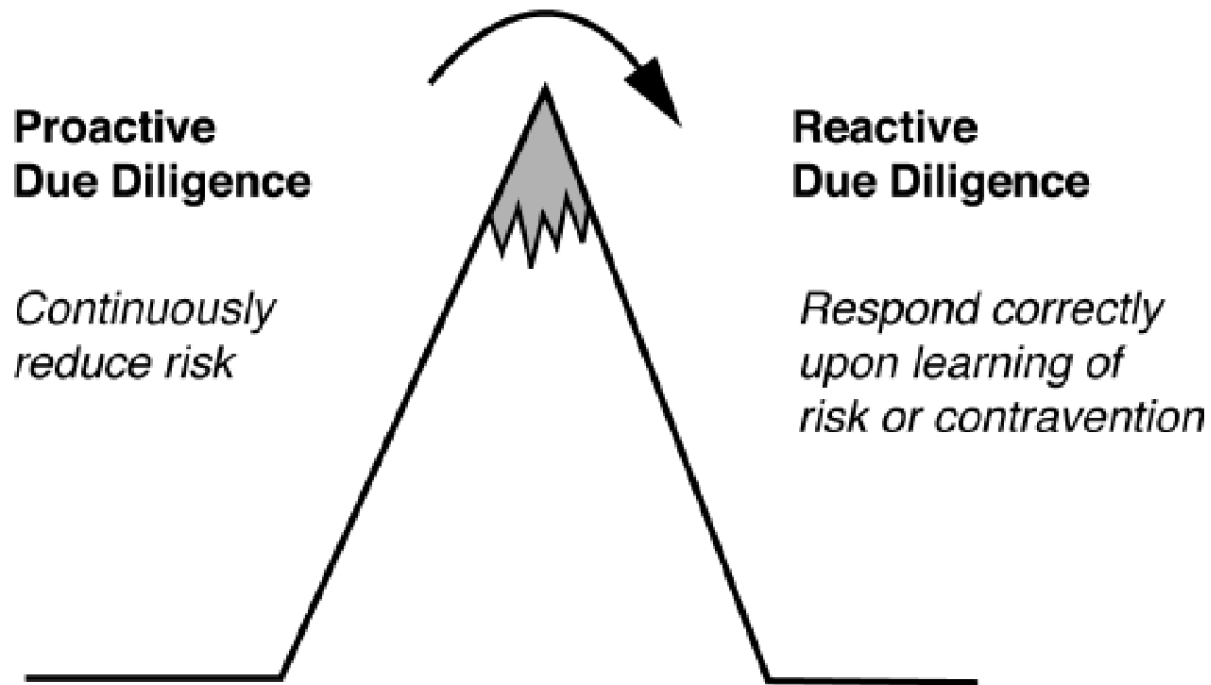 Proactive
Due Diligence
Continuously
reduce risk
Reactive
Due Diligence
Respond correctly
upon learning of
risk or contravention